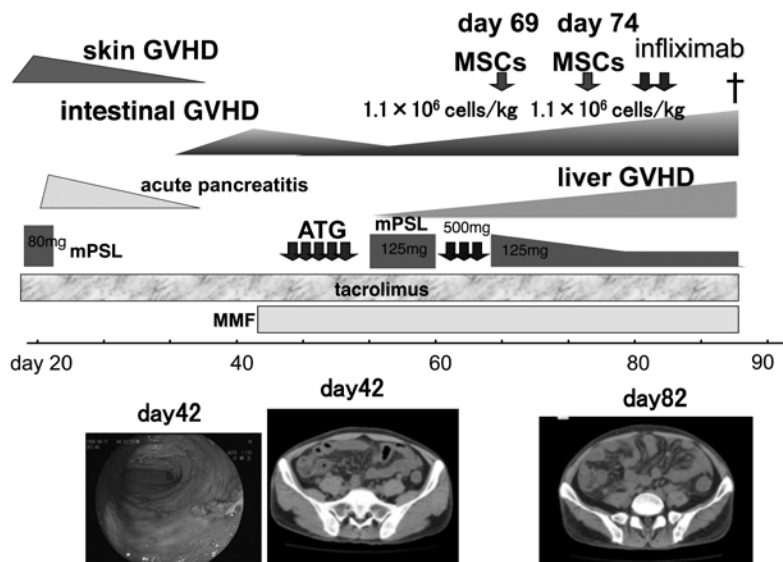 day 69 day 74
skin GVHD
MSCs MSCs infliximab
†
intestinal GVHD 1.1 × 10⁶ cells/kg 1.1 × 10⁶ cells/kg
acute pancreatitis
liver GVHD
ATG mPSL 500mg
80mg mPSL 125mg 125mg
tacrolimus
MMF
day 20 40 60 80 90
day42 day42 day82